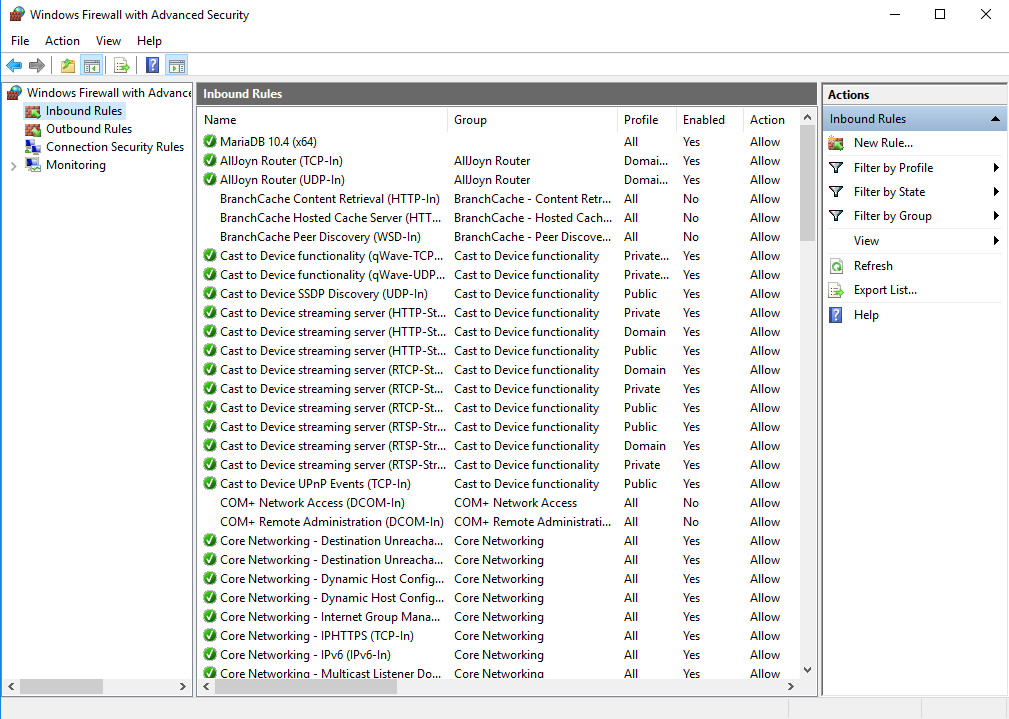 Windows Firewall with Advanced Security
File Action View Help
Windows Firewall with Advance
Inbound Rules
Outbound Rules
Connection Security Rules
Monitoring
Inbound Rules
Name Group Profile Enabled Action
MariaDB 10.4 (x64) All Yes Allow
AllJoyn Router (TCP-In) AllJoyn Router Domai... Yes Allow
AllJoyn Router (UDP-In) AllJoyn Router Domai... Yes Allow
BranchCache Content Retrieval (HTTP-In) BranchCache - Content Retr... All No Allow
BranchCache Hosted Cache Server (HTT... BranchCache - Hosted Cach... All No Allow
BranchCache Peer Discovery (WSD-In) BranchCache - Peer Discove... All No Allow
Cast to Device functionality (qWave-TCP... Cast to Device functionality Private... Yes Allow
Cast to Device functionality (qWave-UDP... Cast to Device functionality Private... Yes Allow
Cast to Device SSDP Discovery (UDP-In) Cast to Device functionality Public Yes Allow
Cast to Device streaming server (HTTP-St... Cast to Device functionality Private Yes Allow
Cast to Device streaming server (HTTP-St... Cast to Device functionality Domain Yes Allow
Cast to Device streaming server (HTTP-St... Cast to Device functionality Public Yes Allow
Cast to Device streaming server (RTCP-St... Cast to Device functionality Domain Yes Allow
Cast to Device streaming server (RTCP-St... Cast to Device functionality Private Yes Allow
Cast to Device streaming server (RTCP-St... Cast to Device functionality Public Yes Allow
Cast to Device streaming server (RTSP-Str... Cast to Device functionality Public Yes Allow
Cast to Device streaming server (RTSP-Str... Cast to Device functionality Domain Yes Allow
Cast to Device streaming server (RTSP-Str... Cast to Device functionality Private Yes Allow
Cast to Device UPnP Events (TCP-In) Cast to Device functionality Public Yes Allow
COM+ Network Access (DCOM-In) COM+ Network Access All No Allow
COM+ Remote Administration (DCOM-In) COM+ Remote Administrati... All No Allow
Core Networking - Destination Unreacha... Core Networking All Yes Allow
Core Networking - Destination Unreacha... Core Networking All Yes Allow
Core Networking - Dynamic Host Config... Core Networking All Yes Allow
Core Networking - Dynamic Host Config... Core Networking All Yes Allow
Core Networking - Internet Group Mana... Core Networking All Yes Allow
Core Networking - IPHTTPS (TCP-In) Core Networking All Yes Allow
Core Networking - IPv6 (IPv6-In) Core Networking All Yes Allow
Core Networking - Multicast Listener Do... Core Networking All Yes Allow
Actions
Inbound Rules
New Rule...
Filter by Profile
Filter by State
Filter by Group
View
Refresh
Export List...
Help